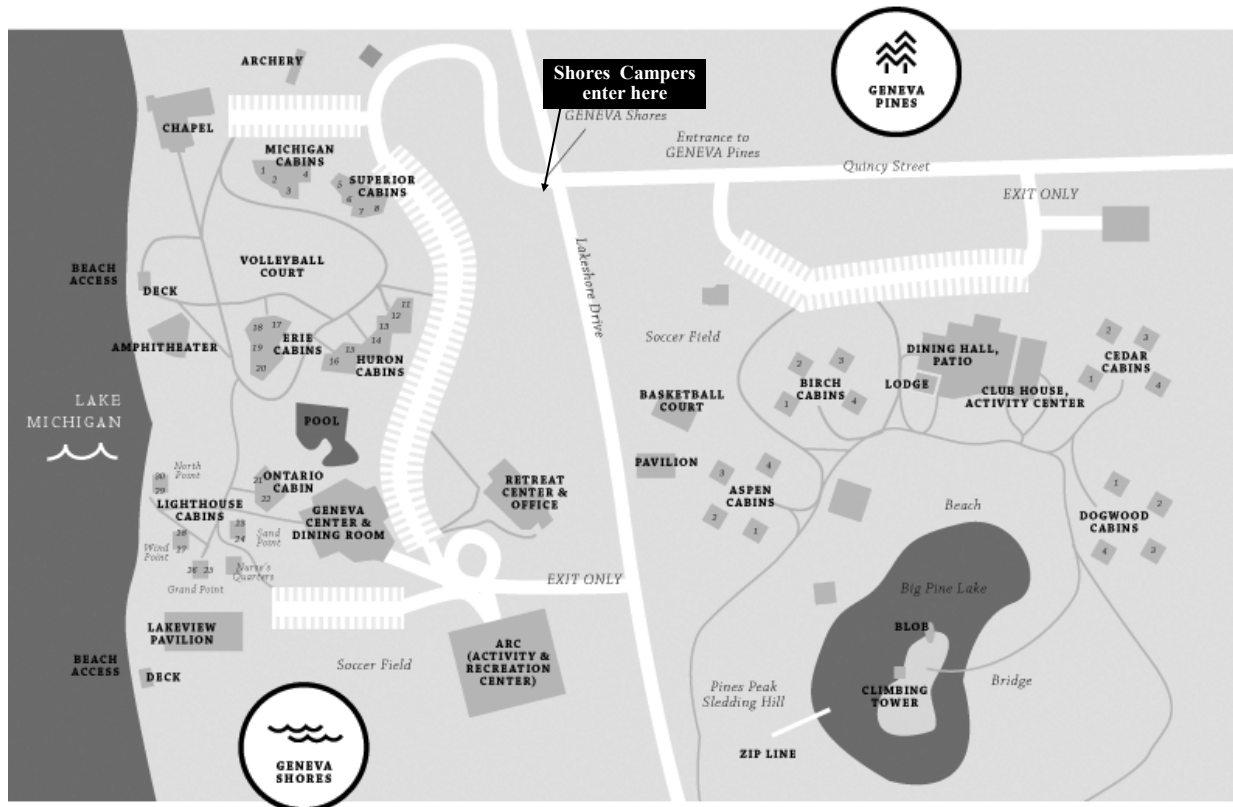 ARCHERY
Shores Campers
enter here
GENEVA
PINES
CHAPEL
GENEVA Shores
Entrance to
GENEVA Pines
Quincy Street
EXIT ONLY
MICHIGAN
CABINS
1
2
3
4
SUPERIOR
CABINS
5
6
7
8
VOLLEYBALL
COURT
BEACH
ACCESS
DECK
Lakeshore Drive
AMPHITHEATER
18
17
19
20
ERIE
CABINS
11
12
13
14
15
16
HURON
CABINS
Soccer Field
BASKETBALL
COURT
PAVILION
2
3
1
4
BIRCH
CABINS
LODGE
DINING HALL,
PATIO
CLUB HOUSE,
ACTIVITY CENTER
2
3
1
4
CEDAR
CABINS
LAKE
MICHIGAN
POOL
North
Point
30
29
LIGHTHOUSE
CABINS
21
22
ONTARIO
CABIN
GENEVA
CENTER &
DINING ROOM
RETREAT
CENTER &
OFFICE
3
4
2
1
ASPEN
CABINS
1
2
4
3
DOGWOOD
CABINS
28
27
Wind
Point
23
24
Sand
Point
26
25
Nurse's
Quarters
Grand Point
EXIT ONLY
Beach
Big Pine Lake
BLOB
CLIMBING
TOWER
Bridge
Pines Peak
Sledding Hill
ZIP LINE
LAKEVIEW
PAVILION
BEACH
ACCESS
DECK
Soccer Field
ARC
(ACTIVITY &
RECREATION
CENTER)
GENEVA
SHORES